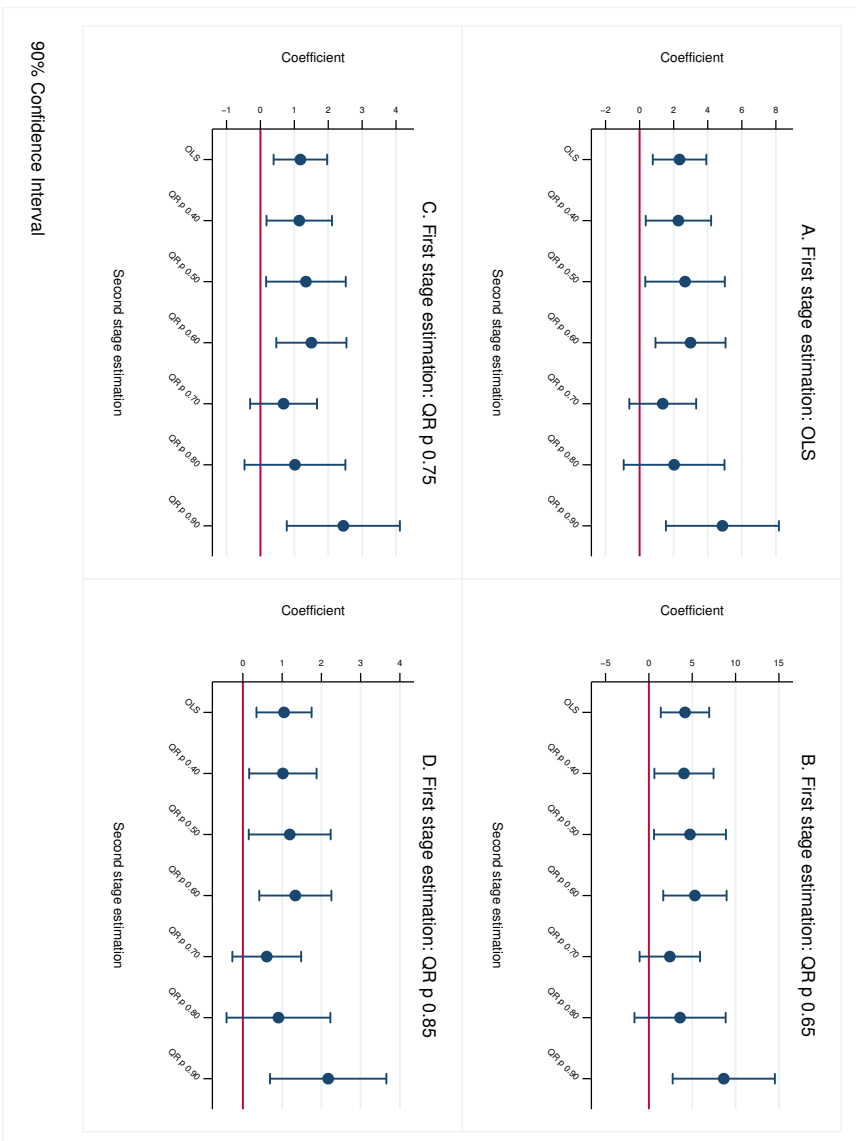 A. First stage estimation: OLS
Coefficient
−2 0 2 4 6 8
OLS
QR p 0.40
QR p 0.50
QR p 0.60
QR p 0.70
QR p 0.80
QR p 0.90
Second stage estimation
B. First stage estimation: QR p 0.65
Coefficient
−5 0 5 10 15
OLS
QR p 0.40
QR p 0.50
QR p 0.60
QR p 0.70
QR p 0.80
QR p 0.90
Second stage estimation
C. First stage estimation: QR p 0.75
Coefficient
−1 0 1 2 3 4
OLS
QR p 0.40
QR p 0.50
QR p 0.60
QR p 0.70
QR p 0.80
QR p 0.90
Second stage estimation
D. First stage estimation: QR p 0.85
Coefficient
0 1 2 3 4
OLS
QR p 0.40
QR p 0.50
QR p 0.60
QR p 0.70
QR p 0.80
QR p 0.90
Second stage estimation
90% Confidence Interval